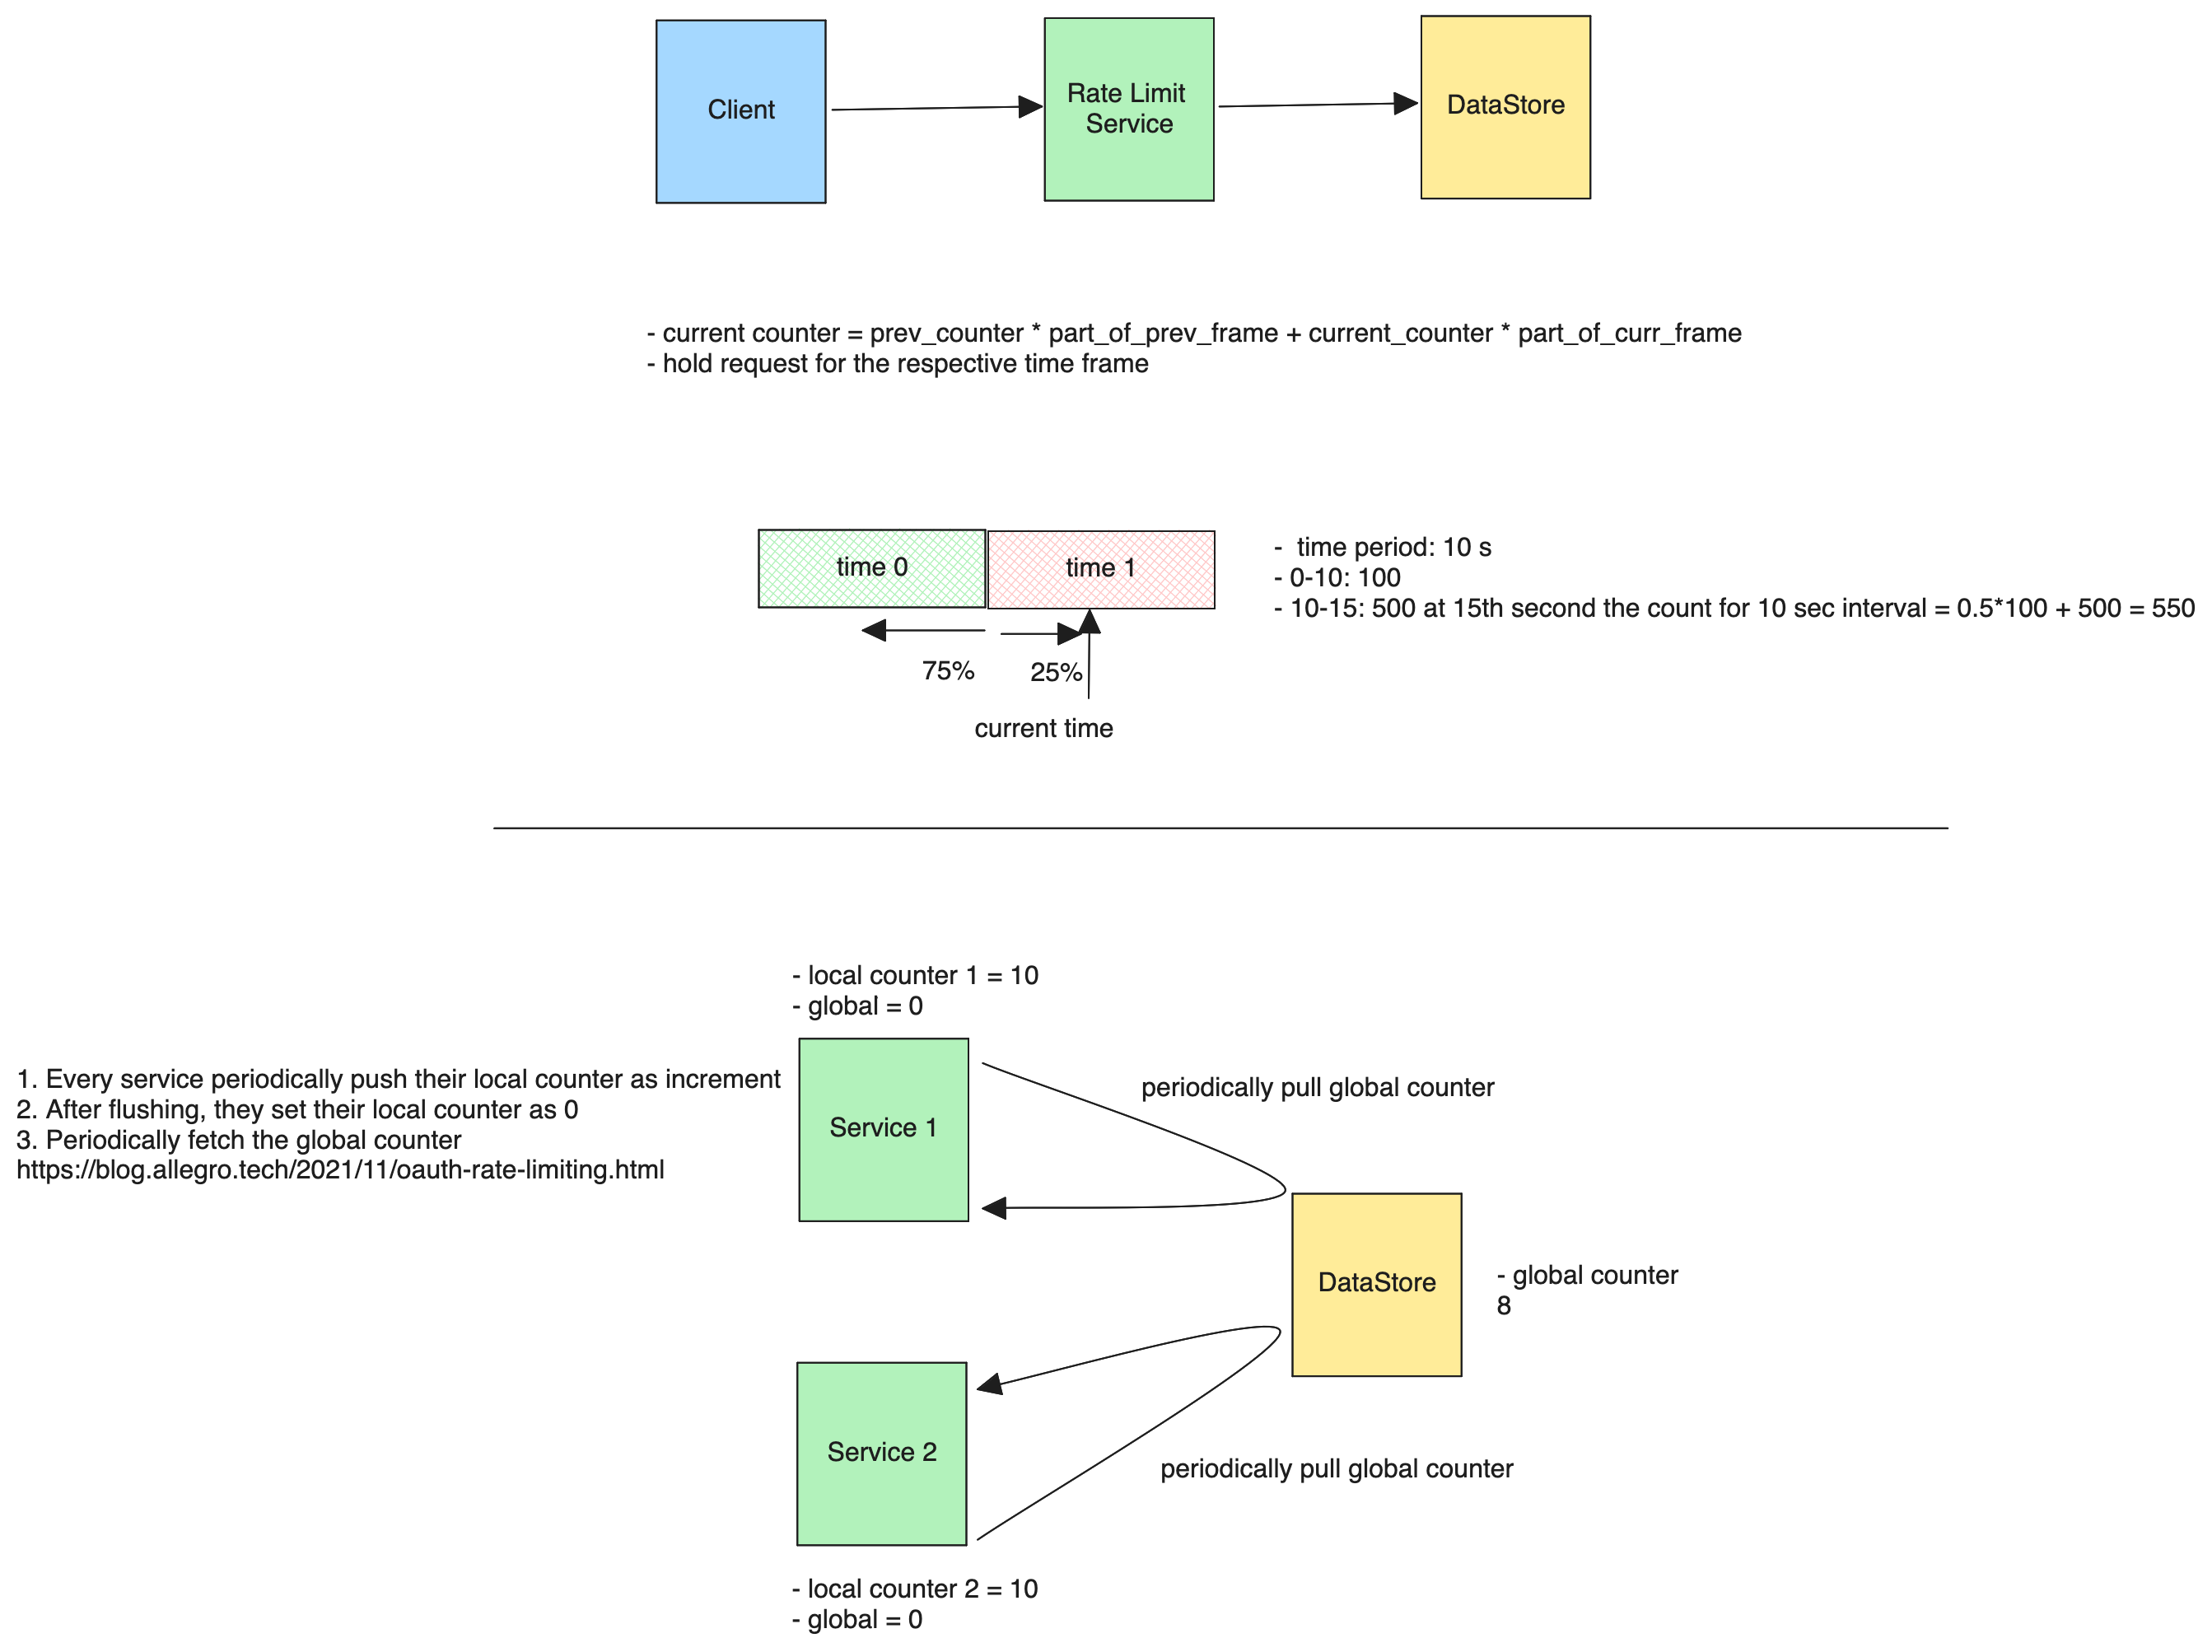 Client
Rate Limit
Service
DataStore
- current counter = prev_counter * part_of_prev_frame + current_counter * part_of_curr_frame
- hold request for the respective time frame
time 0
time 1
-  time period: 10 s
- 0-10: 100
- 10-15: 500 at 15th second the count for 10 sec interval = 0.5*100 + 500 = 550
75%
25%
current time
- local counter 1 = 10
- global = 0
1. Every service periodically push their local counter as increment
2. After flushing, they set their local counter as 0
3. Periodically fetch the global counter
https://blog.allegro.tech/2021/11/oauth-rate-limiting.html
Service 1
periodically pull global counter
DataStore
- global counter
8
Service 2
periodically pull global counter
- local counter 2 = 10
- global = 0